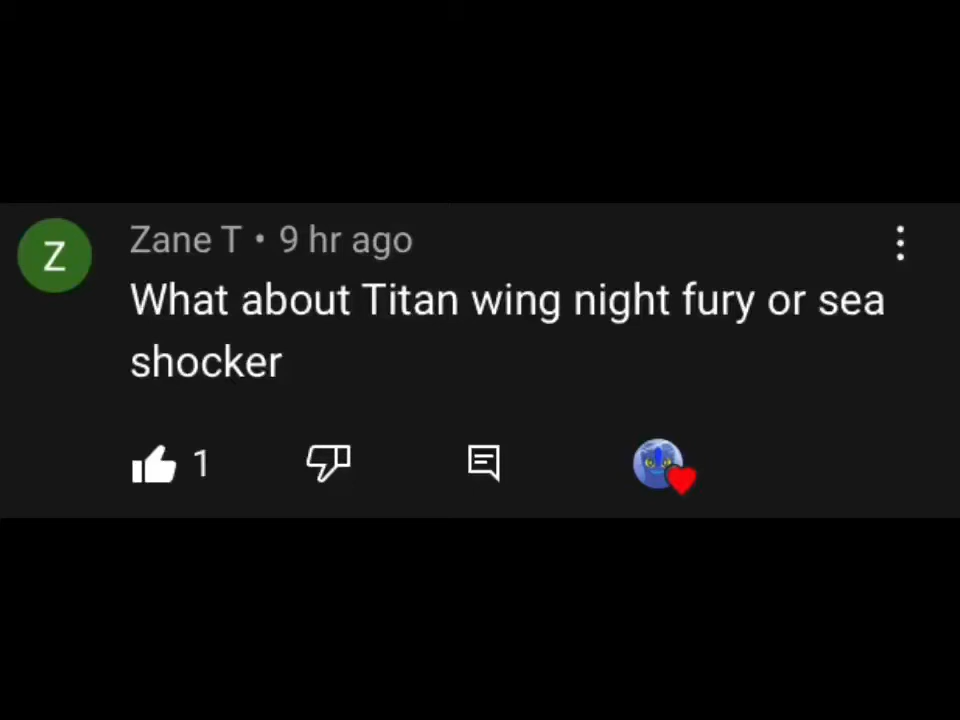 Z
Zane T • 9 hr ago
What about Titan wing night fury or sea
shocker
1